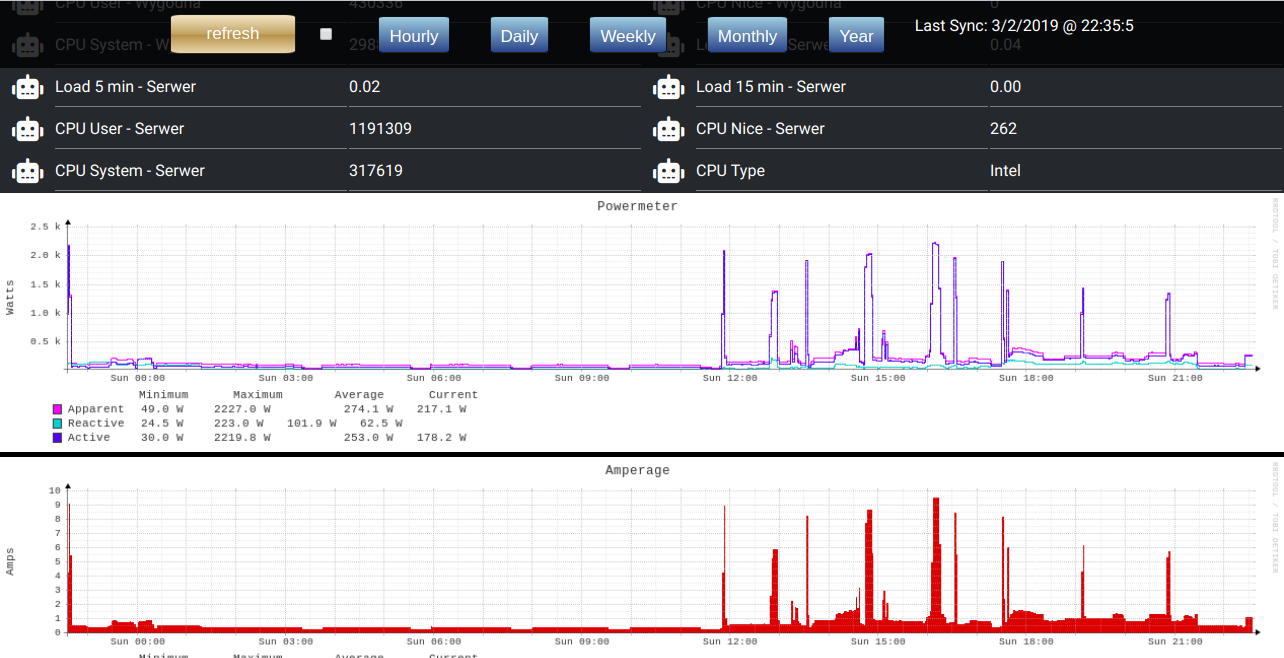 CPU User - Wygodna 430336 CPU Nice - Wygodna 0
refresh Hourly Daily Weekly Monthly Year Last Sync: 3/2/2019 @ 22:35:5
CPU System - W 298 Lo Serwe 0.04
Load 5 min - Serwer 0.02 Load 15 min - Serwer 0.00
CPU User - Serwer 1191309 CPU Nice - Serwer 262
CPU System - Serwer 317619 CPU Type Intel
Powermeter
RRDTOOL / TOBI OETIKER
Watts
2.5 k
2.0 k
1.5 k
1.0 k
0.5 k
Sun 00:00 Sun 03:00 Sun 06:00 Sun 09:00 Sun 12:00 Sun 15:00 Sun 18:00 Sun 21:00
Minimum Maximum Average Current
Apparent 49.0 W 2227.0 W 274.1 W 217.1 W
Reactive 24.5 W 223.0 W 101.9 W 62.5 W
Active 30.0 W 2219.8 W 253.0 W 178.2 W
Amperage
RRDTOOL / TOBI OETIKER
Amps
10
9
8
7
6
5
4
3
2
1
0
Sun 00:00 Sun 03:00 Sun 06:00 Sun 09:00 Sun 12:00 Sun 15:00 Sun 18:00 Sun 21:00
Minimum Maximum Average Current